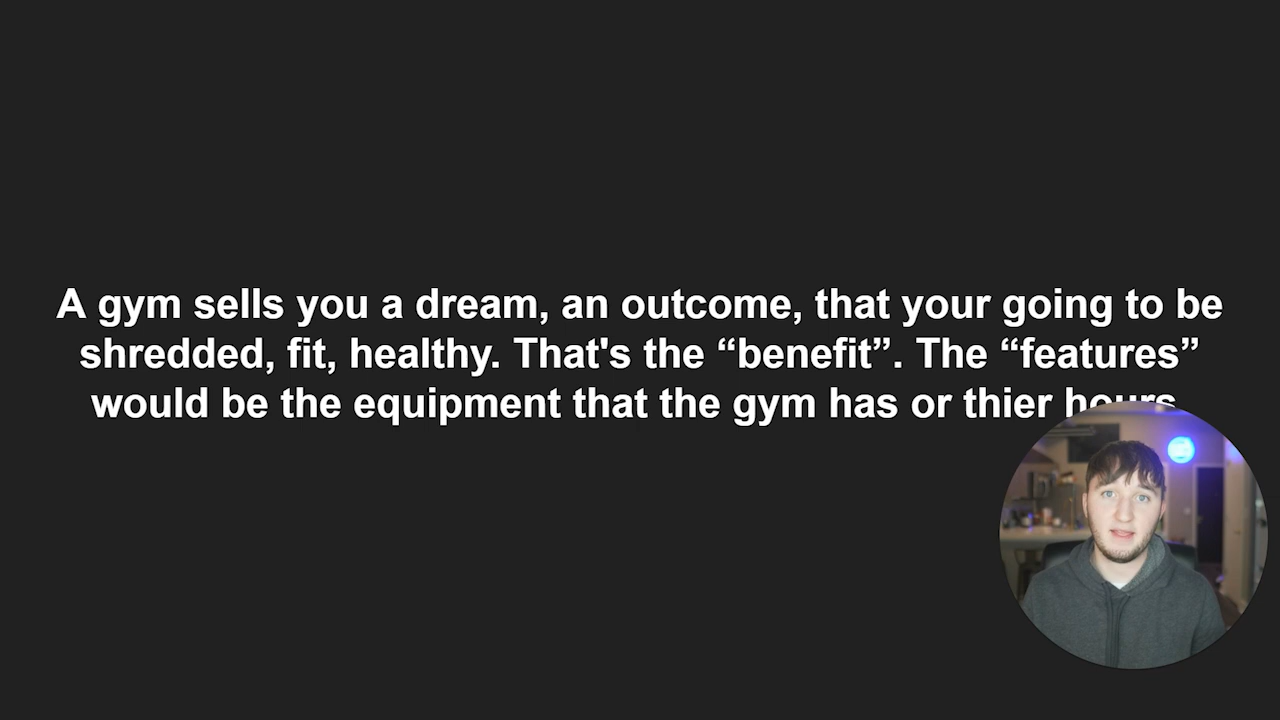 A gym sells you a dream, an outcome, that your going to be
shredded, fit, healthy. That's the “benefit”. The “features”
would be the equipment that the gym has or thier hours